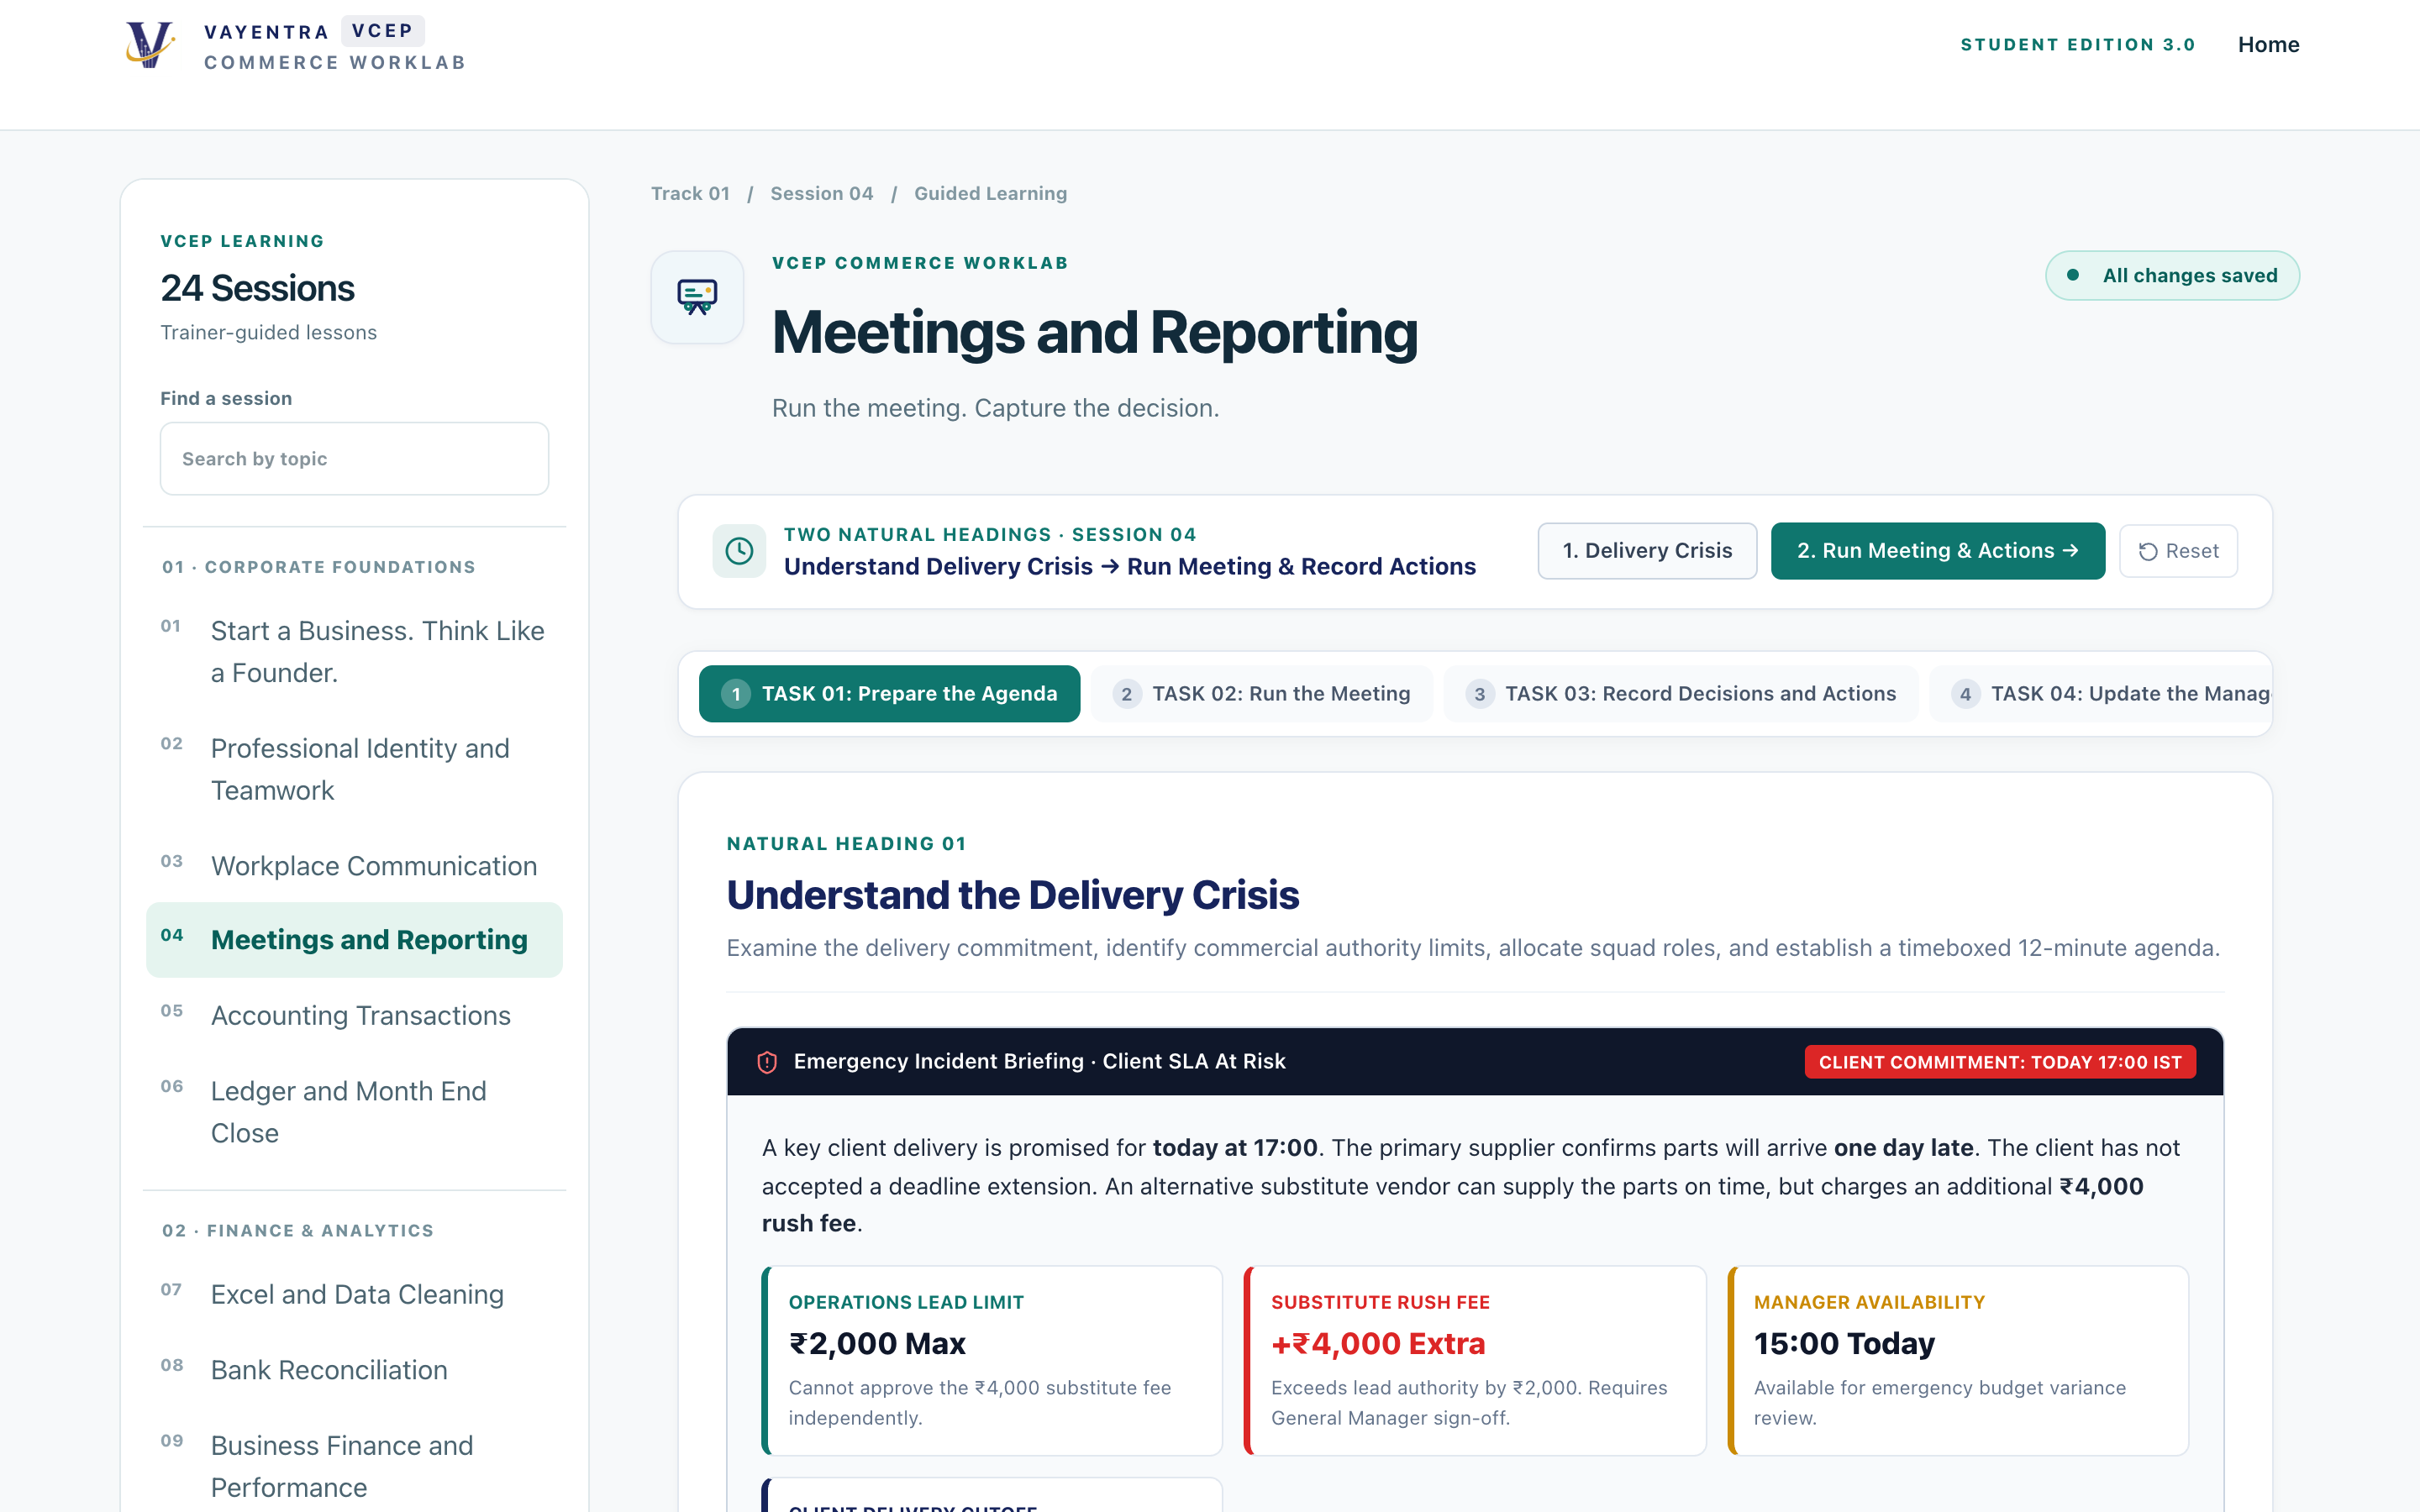 VAYENTRA VCEP
COMMERCE WORKLAB
STUDENT EDITION 3.0
Home
VCEP LEARNING
24 Sessions
Trainer-guided lessons
Find a session
Search by topic
01 · CORPORATE FOUNDATIONS
01 Start a Business. Think Like
a Founder.
02 Professional Identity and
Teamwork
03 Workplace Communication
04 Meetings and Reporting
05 Accounting Transactions
06 Ledger and Month End
Close
02 · FINANCE & ANALYTICS
07 Excel and Data Cleaning
08 Bank Reconciliation
09 Business Finance and
Performance
Track 01 / Session 04 / Guided Learning
VCEP COMMERCE WORKLAB
Meetings and Reporting
Run the meeting. Capture the decision.
All changes saved
TWO NATURAL HEADINGS · SESSION 04
Understand Delivery Crisis → Run Meeting & Record Actions
1. Delivery Crisis
2. Run Meeting & Actions →
Reset
1 TASK 01: Prepare the Agenda
2 TASK 02: Run the Meeting
3 TASK 03: Record Decisions and Actions
4 TASK 04: Update the
NATURAL HEADING 01
Understand the Delivery Crisis
Examine the delivery commitment, identify commercial authority limits, allocate squad roles, and establish a timeboxed 12-minute agenda.
Emergency Incident Briefing · Client SLA At Risk
CLIENT COMMITMENT: TODAY 17:00 IST
A key client delivery is promised for today at 17:00. The primary supplier confirms parts will arrive one day late. The client has not
accepted a deadline extension. An alternative substitute vendor can supply the parts on time, but charges an additional ₹4,000
rush fee.
OPERATIONS LEAD LIMIT
₹2,000 Max
Cannot approve the ₹4,000 substitute fee
independently.
SUBSTITUTE RUSH FEE
+₹4,000 Extra
Exceeds lead authority by ₹2,000. Requires
General Manager sign-off.
MANAGER AVAILABILITY
15:00 Today
Available for emergency budget variance
review.
CLIENT DELIVERY CUTOFF